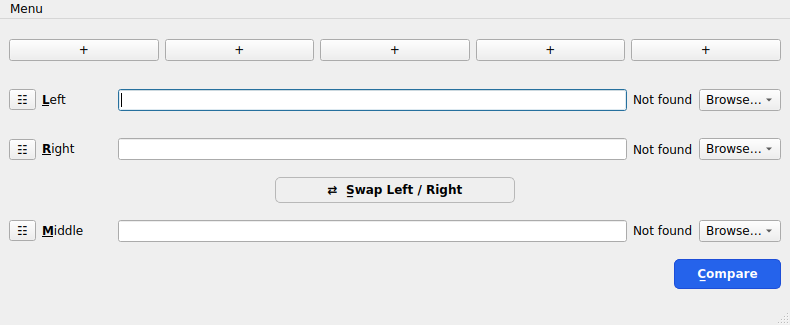 Menu
+ + + + +
☷ Left Not found Browse...
☷ Right Not found Browse...
⇄ Swap Left / Right
☷ Middle Not found Browse...
Compare